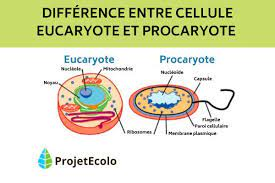 DIFFÉRENCE ENTRE CELLULE
EUCARYOTE ET PROCARYOTE
Eucaryote
Nucléole
Mitochondrie
Noyau
Procaryote
Nucléoïde
Capsule
Flagelle
Paroi cellulaire
Ribosomes
Membrane plasmique
ProjetEcolo